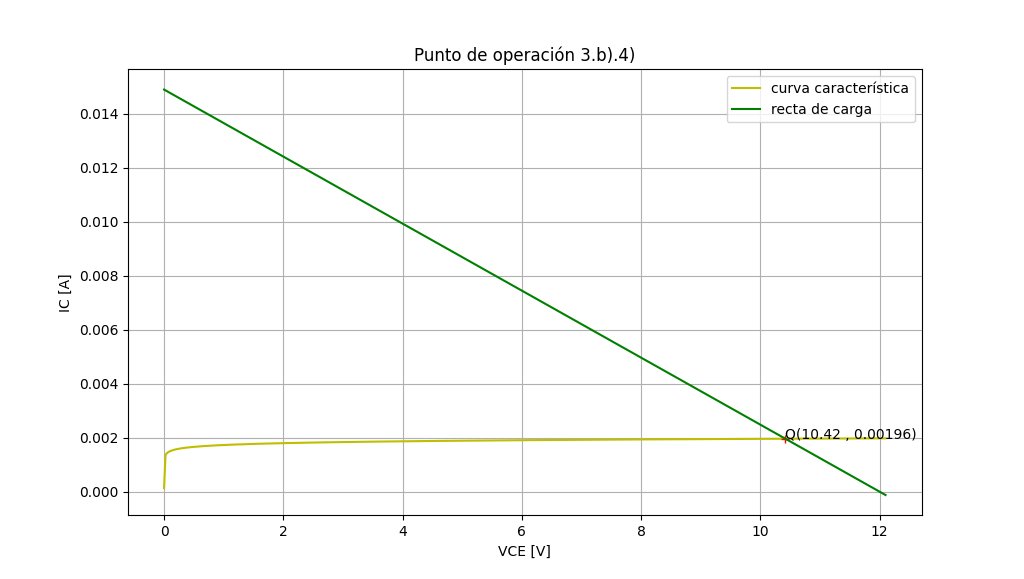 Punto de operación 3.b).4)
curva característica
recta de carga
0.014
0.012
0.010
0.008
0.006
0.004
0.002
0.000
IC [A]
Q(10.42 , 0.00196)
0 2 4 6 8 10 12
VCE [V]